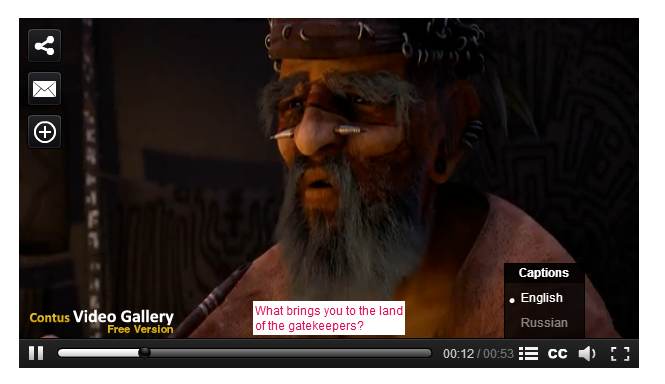 Captions
English
Russian
Contus Video Gallery
Free Version
What brings you to the land
of the gatekeepers?
00:12 / 00:53
CC